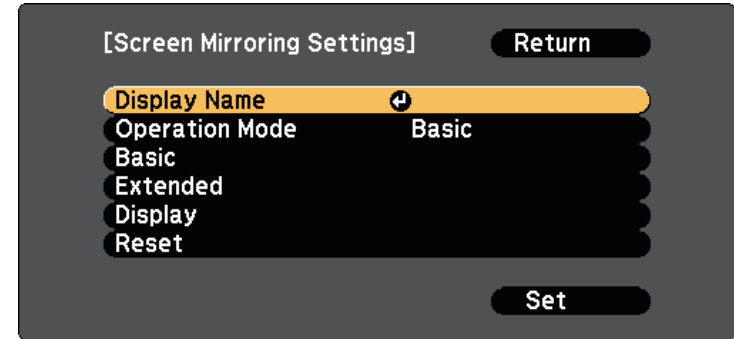 [Screen Mirroring Settings] Return
Display Name
Operation Mode Basic
Basic
Extended
Display
Reset
Set